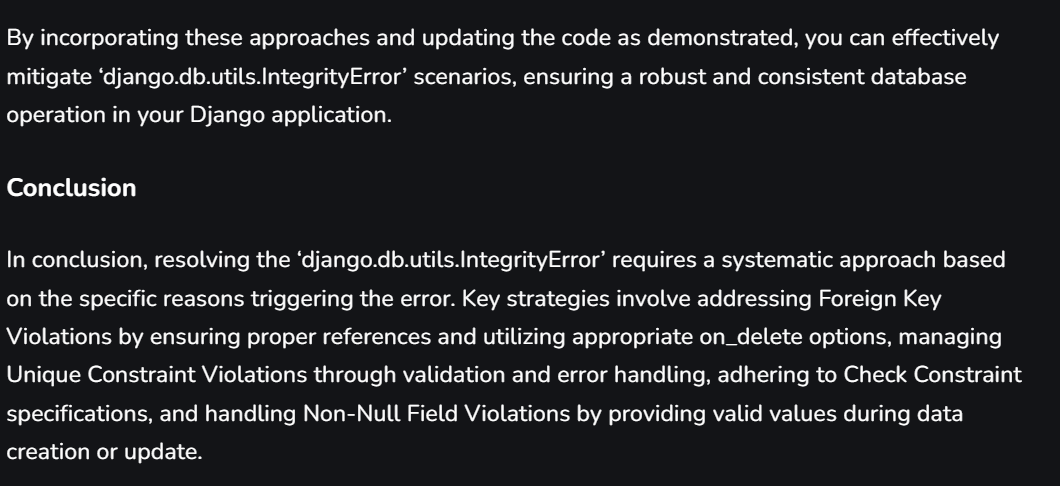 By incorporating these approaches and updating the code as demonstrated, you can effectively
mitigate ‘django.db.utils.IntegrityError’ scenarios, ensuring a robust and consistent database
operation in your Django application.
Conclusion
In conclusion, resolving the ‘django.db.utils.IntegrityError’ requires a systematic approach based
on the specific reasons triggering the error. Key strategies involve addressing Foreign Key
Violations by ensuring proper references and utilizing appropriate on_delete options, managing
Unique Constraint Violations through validation and error handling, adhering to Check Constraint
specifications, and handling Non-Null Field Violations by providing valid values during data
creation or update.